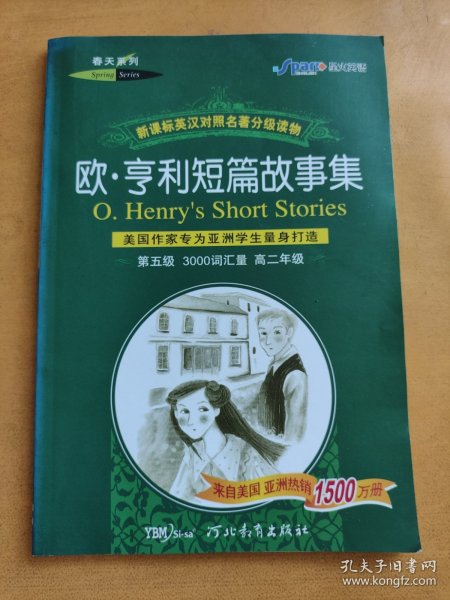 春天系列
Spring Series
Spark 星火英语
新课标英汉对照名著分级读物
欧·亨利短篇故事集
O. Henry's Short Stories
美国作家专为亚洲学生量身打造
第五级 3000词汇量 高二年级
来自美国 亚洲热销 1500万册
YBM Si-sa 河北教育出版社
孔夫子旧书网
www.kongfz.com